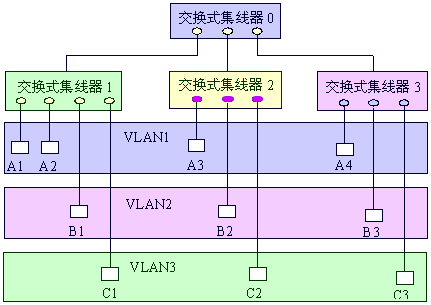 交换式集线器 0
交换式集线器 1
交换式集线器 2
交换式集线器 3
VLAN1
A1
A2
A3
A4
VLAN2
B1
B2
B3
VLAN3
C1
C2
C3